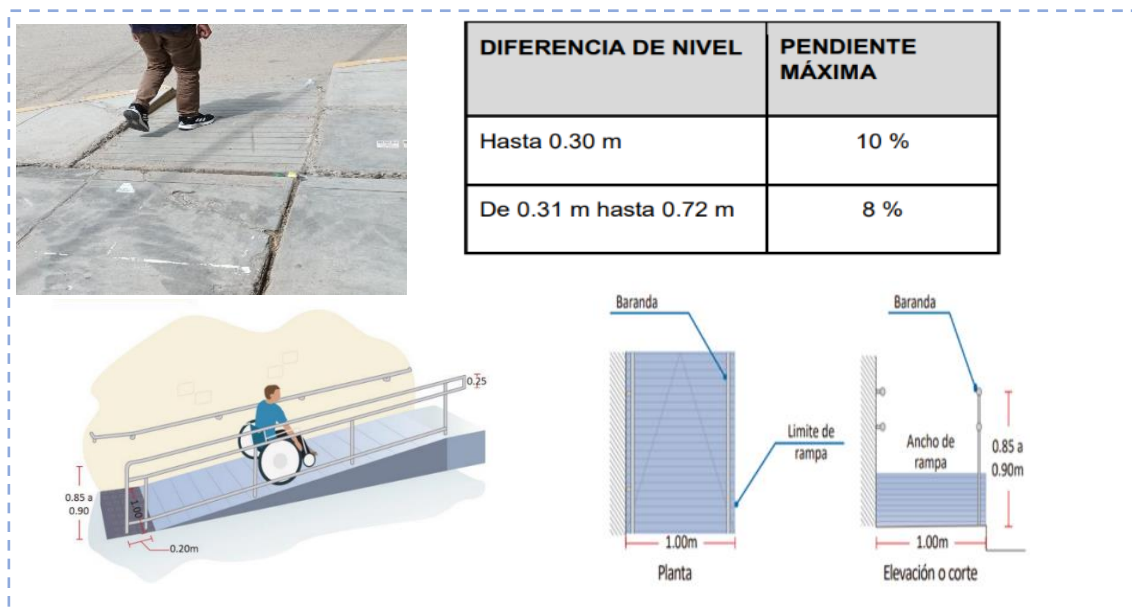 DIFERENCIA DE NIVEL
PENDIENTE
MÁXIMA
Hasta 0.30 m
10 %
De 0.31 m hasta 0.72 m
8 %
0.25
0.85 a
0.90
1.00
0.20m
Baranda
Limite de
rampa
1.00m
Planta
Baranda
Ancho de
rampa
0.85 a
0.90m
1.00m
Elevación o corte